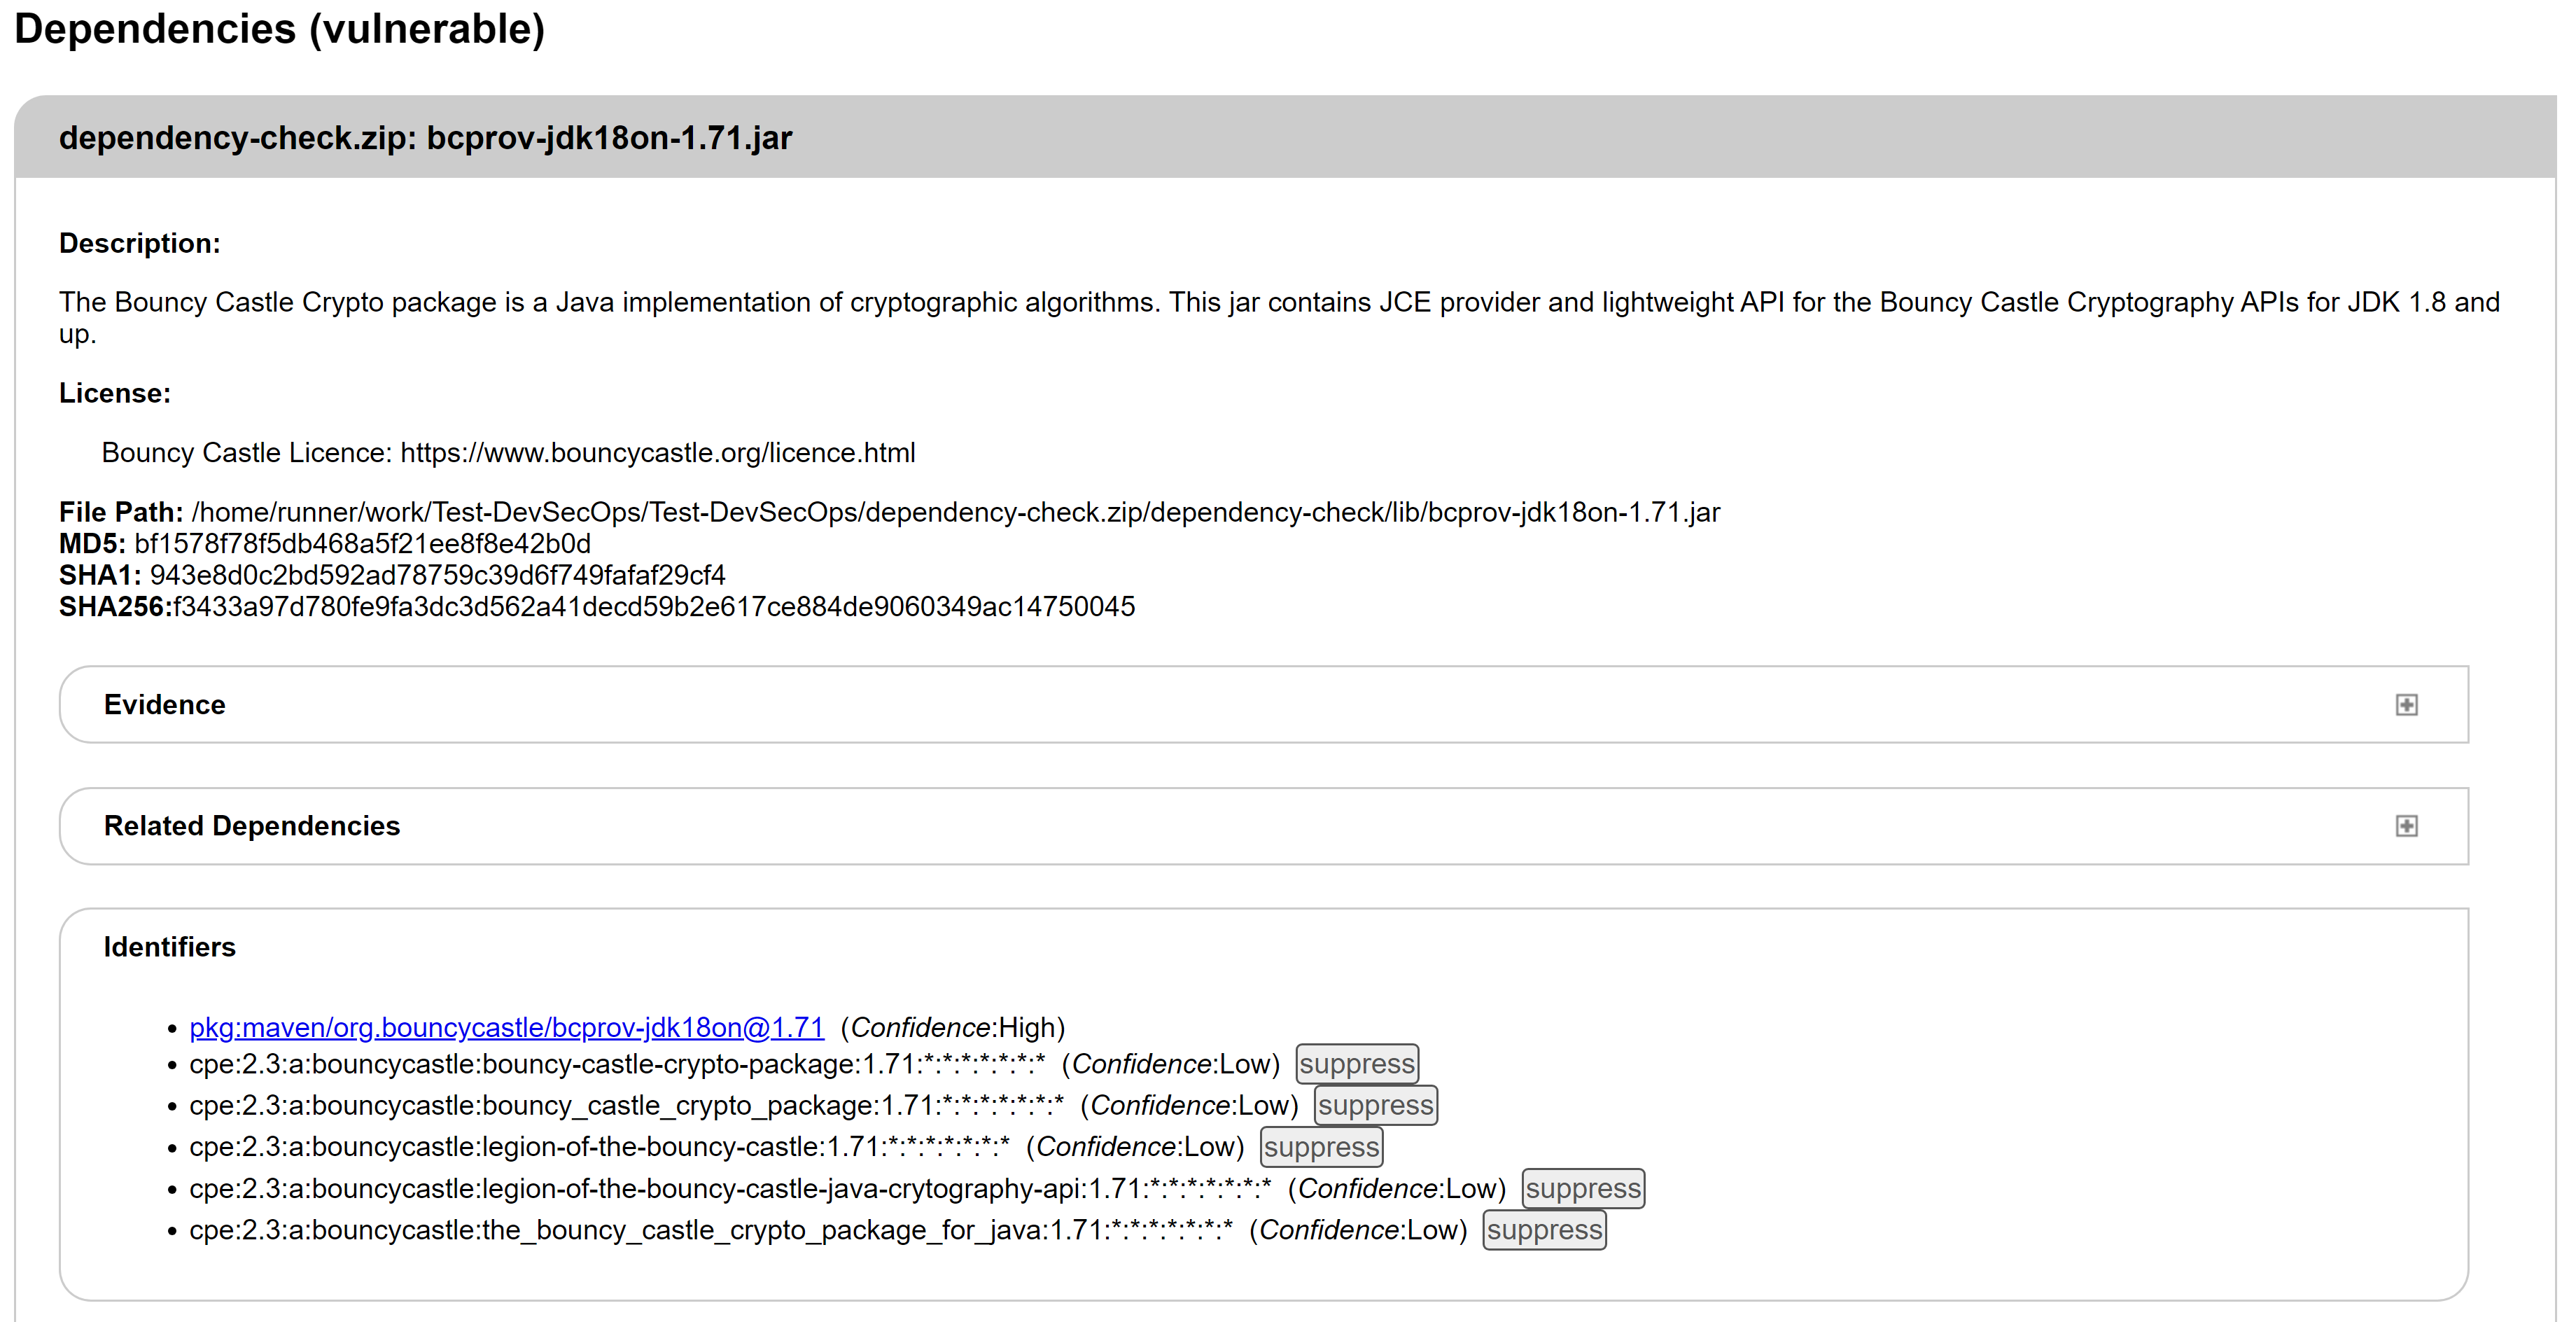 Dependencies (vulnerable)
dependency-check.zip: bcprov-jdk18on-1.71.jar
Description:
The Bouncy Castle Crypto package is a Java implementation of cryptographic algorithms. This jar contains JCE provider and lightweight API for the Bouncy Castle Cryptography APIs for JDK 1.8 and
up.
License:
Bouncy Castle Licence: https://www.bouncycastle.org/licence.html
File Path: /home/runner/work/Test-DevSecOps/Test-DevSecOps/dependency-check.zip/dependency-check/lib/bcprov-jdk18on-1.71.jar
MD5: bf1578f78f5db468a5f21ee8f8e42b0d
SHA1: 943e8d0c2bd592ad78759c39d6f749fafaf29cf4
SHA256:f3433a97d780fe9fa3dc3d562a41decd59b2e617ce884de9060349ac14750045
Evidence
Related Dependencies
Identifiers
pkg:maven/org.bouncycastle/bcprov-jdk18on@1.71 (Confidence:High)
cpe:2.3:a:bouncycastle:bouncy-castle-crypto-package:1.71:*:*:*:*:*:*:* (Confidence:Low) suppress
cpe:2.3:a:bouncycastle:bouncy_castle_crypto_package:1.71:*:*:*:*:*:*:* (Confidence:Low) suppress
cpe:2.3:a:bouncycastle:legion-of-the-bouncy-castle:1.71:*:*:*:*:*:*:* (Confidence:Low) suppress
cpe:2.3:a:bouncycastle:legion-of-the-bouncy-castle-java-crytography-api:1.71:*:*:*:*:*:*:* (Confidence:Low) suppress
cpe:2.3:a:bouncycastle:the_bouncy_castle_crypto_package_for_java:1.71:*:*:*:*:*:*:* (Confidence:Low) suppress